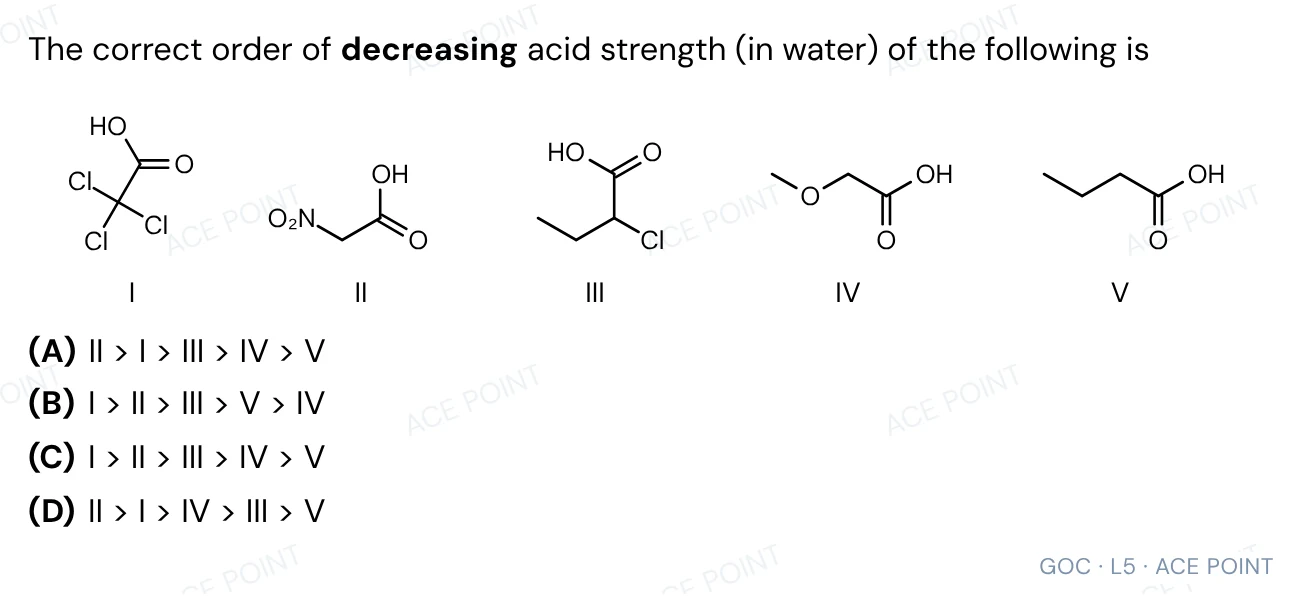 The correct order of decreasing acid strength (in water) of the following is
HO
O
Cl
Cl
Cl
I
OH
O₂N
O
II
HO
O
Cl
III
O
OH
O
IV
OH
O
V
(A) II > I > III > IV > V
(B) I > II > III > V > IV
(C) I > II > III > IV > V
(D) II > I > IV > III > V
GOC · L5 · ACE POINT
ACE POINT